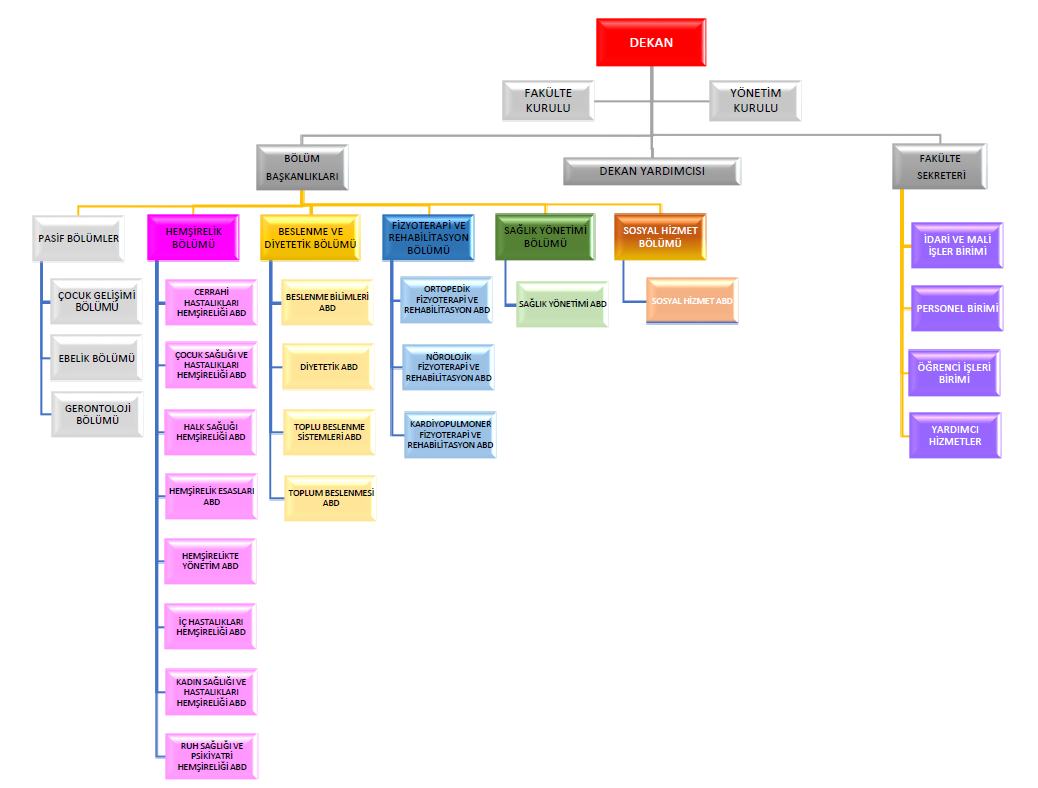 DEKAN
FAKÜLTE
KURULU
YÖNETİM
KURULU
BÖLÜM
BAŞKANLIKLARI
DEKAN YARDIMCISI
FAKÜLTE
SEKRETERİ
PASİF BÖLÜMLER
ÇOCUK GELİŞİMİ
BÖLÜMÜ
EBELİK BÖLÜMÜ
GERONTOLOJİ
BÖLÜMÜ
HEMŞİRELİK
BÖLÜMÜ
CERRAHİ
HASTALIKLARI
HEMŞİRELİĞİ ABD
ÇOCUK SAĞLIĞI VE
HASTALIKLARI
HEMŞİRELİĞİ ABD
HALK SAĞLIĞI
HEMŞİRELİĞİ ABD
HEMŞİRELİK ESASLARI
ABD
HEMŞİRELİKTE
YÖNETİM ABD
İÇ HASTALIKLARI
HEMŞİRELİĞİ ABD
KADIN SAĞLIĞI VE
HASTALIKLARI
HEMŞİRELİĞİ ABD
RUH SAĞLIĞI VE
PSİKİYATRİ
HEMŞİRELİĞİ ABD
BESLENME VE
DİYETETİK BÖLÜMÜ
BESLENME BİLİMLERİ
ABD
DİYETETİK ABD
TOPLU BESLENME
SİSTEMLERİ ABD
TOPLUM BESLENMESİ
ABD
FİZYOTERAPİ VE
REHABİLİTASYON
BÖLÜMÜ
ORTOPEDİK
FİZYOTERAPİ VE
REHABİLİTASYON ABD
NÖROLOJİK
FİZYOTERAPİ VE
REHABİLİTASYON ABD
KARDİYOPULMONER
FİZYOTERAPİ VE
REHABİLİTASYON ABD
SAĞLIK YÖNETİMİ
BÖLÜMÜ
SAĞLIK YÖNETİMİ ABD
SOSYAL HİZMET
BÖLÜMÜ
SOSYAL HİZMET ABD
İDARİ VE MALİ
İŞLER BİRİMİ
PERSONEL BİRİMİ
ÖĞRENCİ İŞLERİ
BİRİMİ
YARDIMCI
HİZMETLER